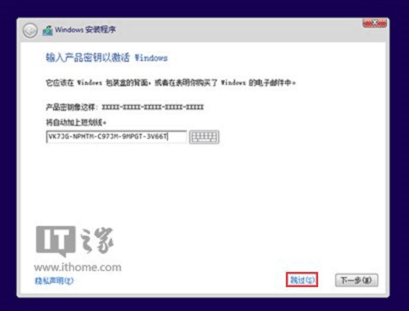 Windows 安装程序
输入产品密钥以激活 Windows
它应该在 Windows 包装盒的背面，或者在表明你购买了 Windows 的电子邮件中。
产品密钥像这样: XXXXX-XXXXX-XXXXX-XXXXX-XXXXX
将自动加上短划线。
VK7JG-NPHTM-C97JM-9MPGT-3V66T
IT之家
www.ithome.com
隐私声明(P)
跳过(S)
下一步(N)